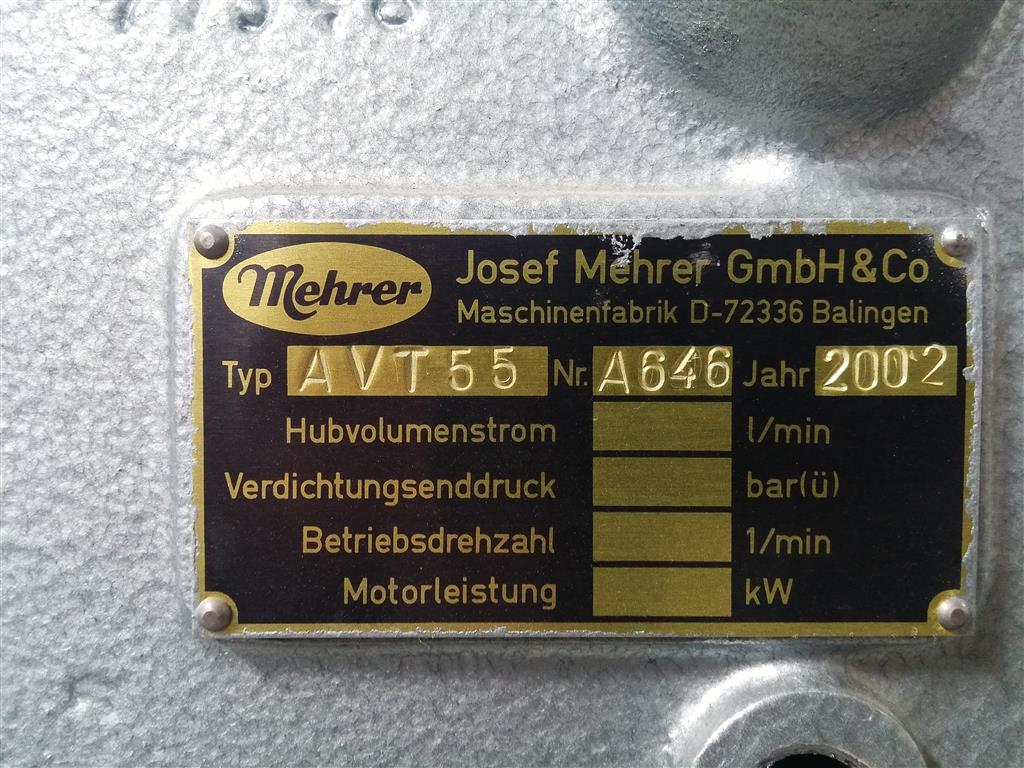 Mehrer
Josef Mehrer GmbH&Co
Maschinenfabrik D-72336 Balingen
Typ AVT55 Nr. A646 Jahr 2002
Hubvolumenstrom l/min
Verdichtungsenddruck bar(ü)
Betriebsdrehzahl 1/min
Motorleistung kW